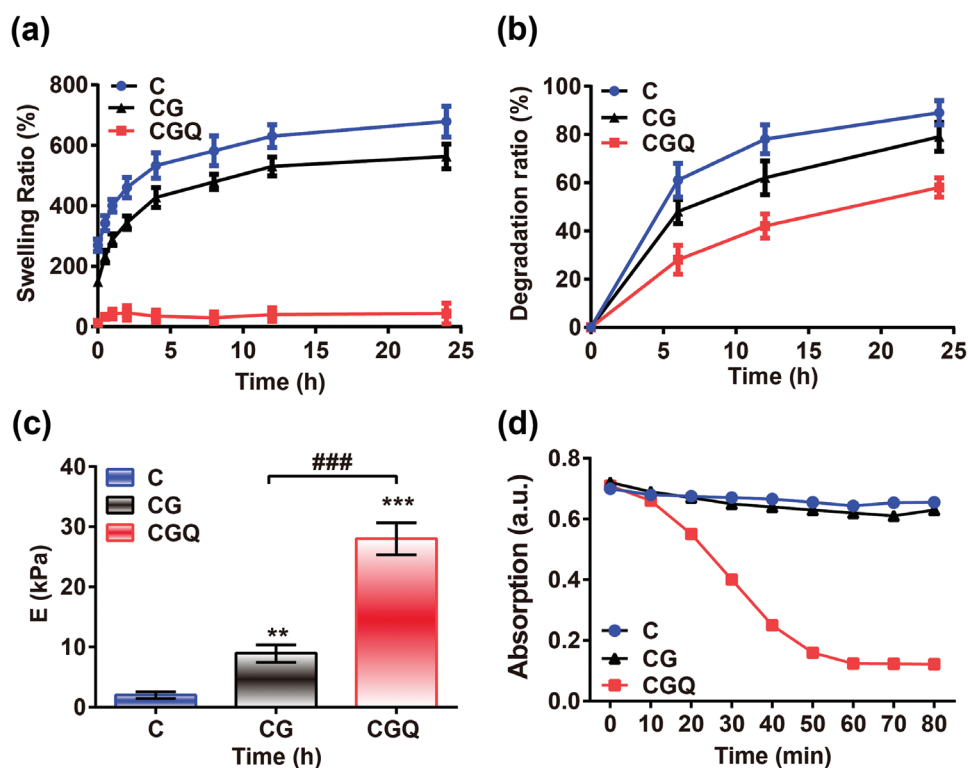 (a)
Swelling Ratio (%)
800
600
400
200
0
C
CG
CGQ
0 5 10 15 20 25
Time (h)
(b)
Degradation ratio (%)
100
80
60
40
20
0
C
CG
CGQ
0 5 10 15 20 25
Time (h)
(c)
E (kPa)
40
30
20
10
0
C
CG
CGQ
###
**
***
C CG CGQ
Time (h)
(d)
Absorption (a.u.)
0.8
0.6
0.4
0.2
0.0
C
CG
CGQ
0 10 20 30 40 50 60 70 80
Time (min)